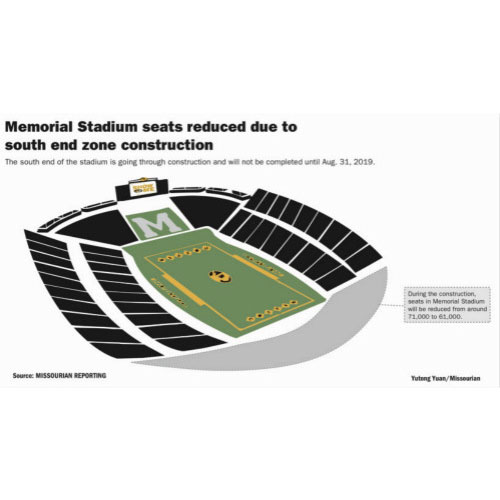 Memorial Stadium seats reduced due to
south end zone construction
The south end of the stadium is going through construction and will not be completed until Aug. 31, 2019.
M
During the construction,
seats in Memorial Stadium
will be reduced from around
71,000 to 61,000.
Source: MISSOURIAN REPORTING
Yutong Yuan/Missourian